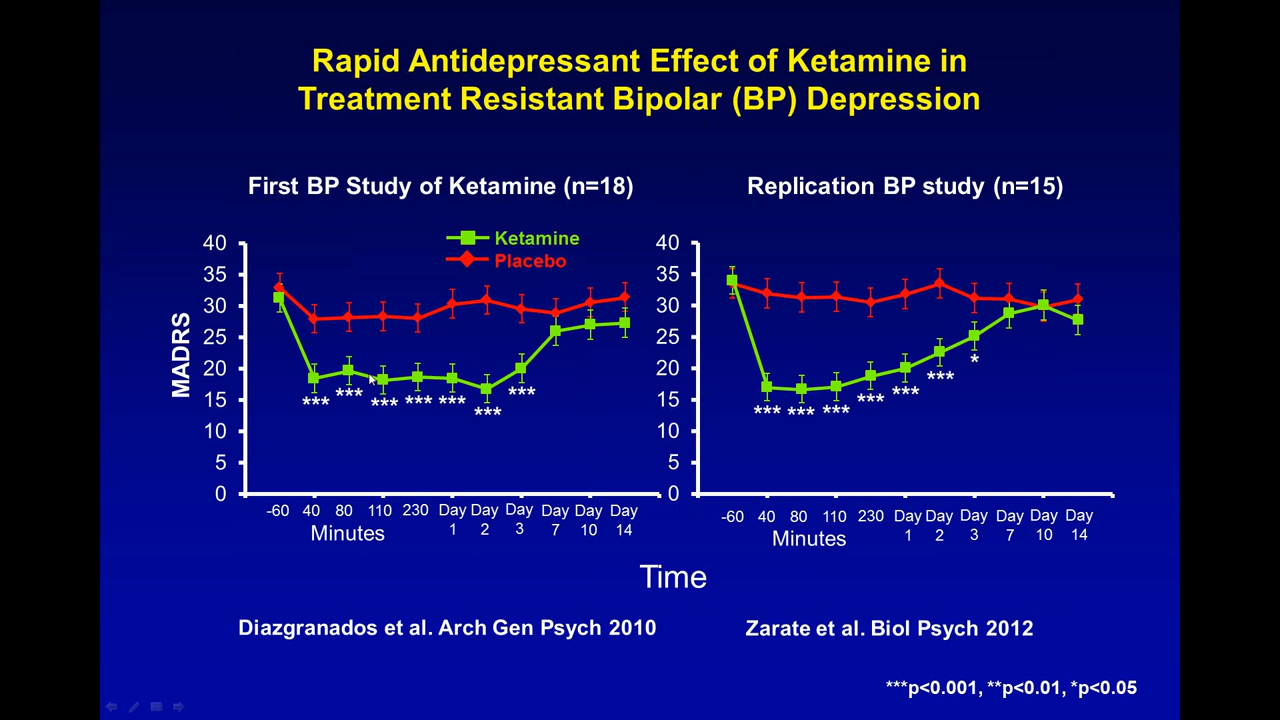 Rapid Antidepressant Effect of Ketamine in
Treatment Resistant Bipolar (BP) Depression
First BP Study of Ketamine (n=18)
Ketamine
Placebo
MADRS
40
35
30
25
20
15
10
5
0
***
***
***
***
***
***
***
-60 40 80 110 230 Day 1 Day 2 Day 3 Day 7 Day 10 Day 14
Minutes
Replication BP study (n=15)
40
35
30
25
20
15
10
5
0
***
***
***
***
***
***
*
-60 40 80 110 230 Day 1 Day 2 Day 3 Day 7 Day 10 Day 14
Minutes
Time
Diazgranados et al. Arch Gen Psych 2010
Zarate et al. Biol Psych 2012
***p<0.001, **p<0.01, *p<0.05